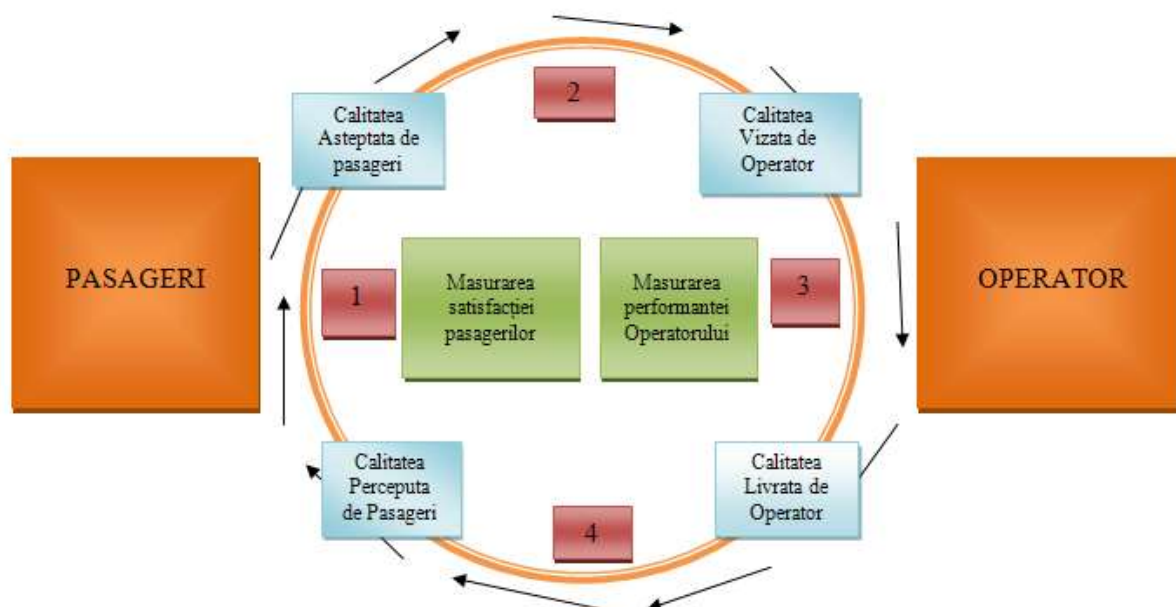 2
Calitatea
Asteptata de
pasageri
Calitatea
Vizata de
Operator
PASAGERI
1
Masurarea
satisfacției
pasagerilor
Masurarea
performantei
Operatorului
3
OPERATOR
Calitatea
Perceputa
de Pasageri
Calitatea
Livrata de
Operator
4